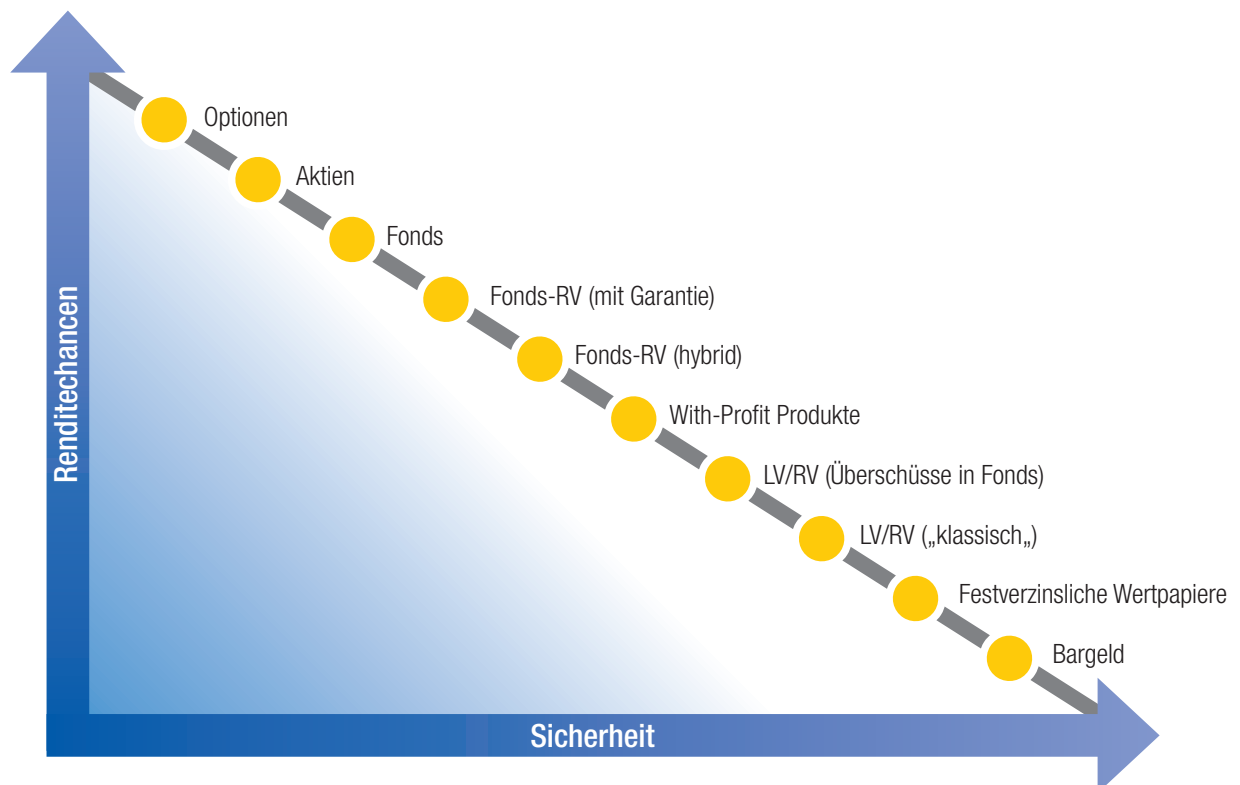 Optionen
Aktien
Fonds
Fonds-RV (mit Garantie)
Fonds-RV (hybrid)
With-Profit Produkte
LV/RV (Überschüsse in Fonds)
LV/RV („klassisch„)
Festverzinsliche Wertpapiere
Bargeld
Renditechancen
Sicherheit